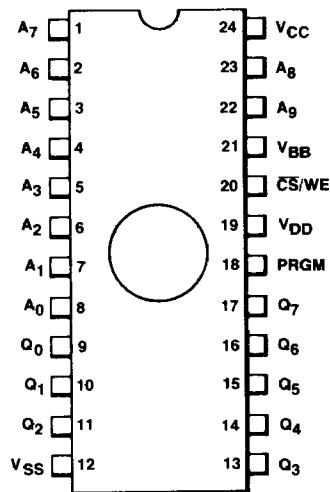 A7 1 24 VCC
A6 2 23 A8
A5 3 22 A9
A4 4 21 VBB
A3 5 20 C̅S̅/WE
A2 6 19 VDD
A1 7 18 PRGM
A0 8 17 Q7
Q0 9 16 Q6
Q1 10 15 Q5
Q2 11 14 Q4
VSS 12 13 Q3